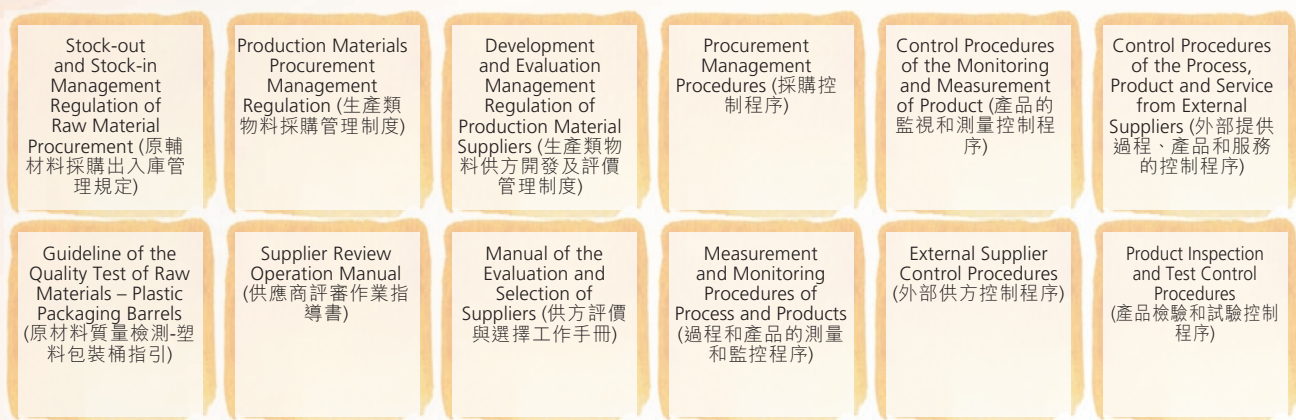 Stock-out
and Stock-in
Management
Regulation of
Raw Material
Procurement (原輔
材料採購出入庫管
理規定)
Production Materials
Procurement
Management
Regulation (生產類
物料採購管理制度)
Development
and Evaluation
Management
Regulation of
Production Material
Suppliers (生產類物
料供方開發及評價
管理制度)
Procurement
Management
Procedures (採購控
制程序)
Control Procedures
of the Monitoring
and Measurement
of Product (產品的
監視和測量控制程
序)
Control Procedures
of the Process,
Product and Service
from External
Suppliers (外部提供
過程、產品和服務
的控制程序)
Guideline of the
Quality Test of Raw
Materials – Plastic
Packaging Barrels
(原材料質量檢測-塑
料包裝桶指引)
Supplier Review
Operation Manual
(供應商評審作業指
導書)
Manual of the
Evaluation and
Selection of
Suppliers (供方評價
與選擇工作手冊)
Measurement
and Monitoring
Procedures of
Process and Products
(過程和產品的測量
和監控程序)
External Supplier
Control Procedures
(外部供方控制程序)
Product Inspection
and Test Control
Procedures
(產品檢驗和試驗控制
程序)